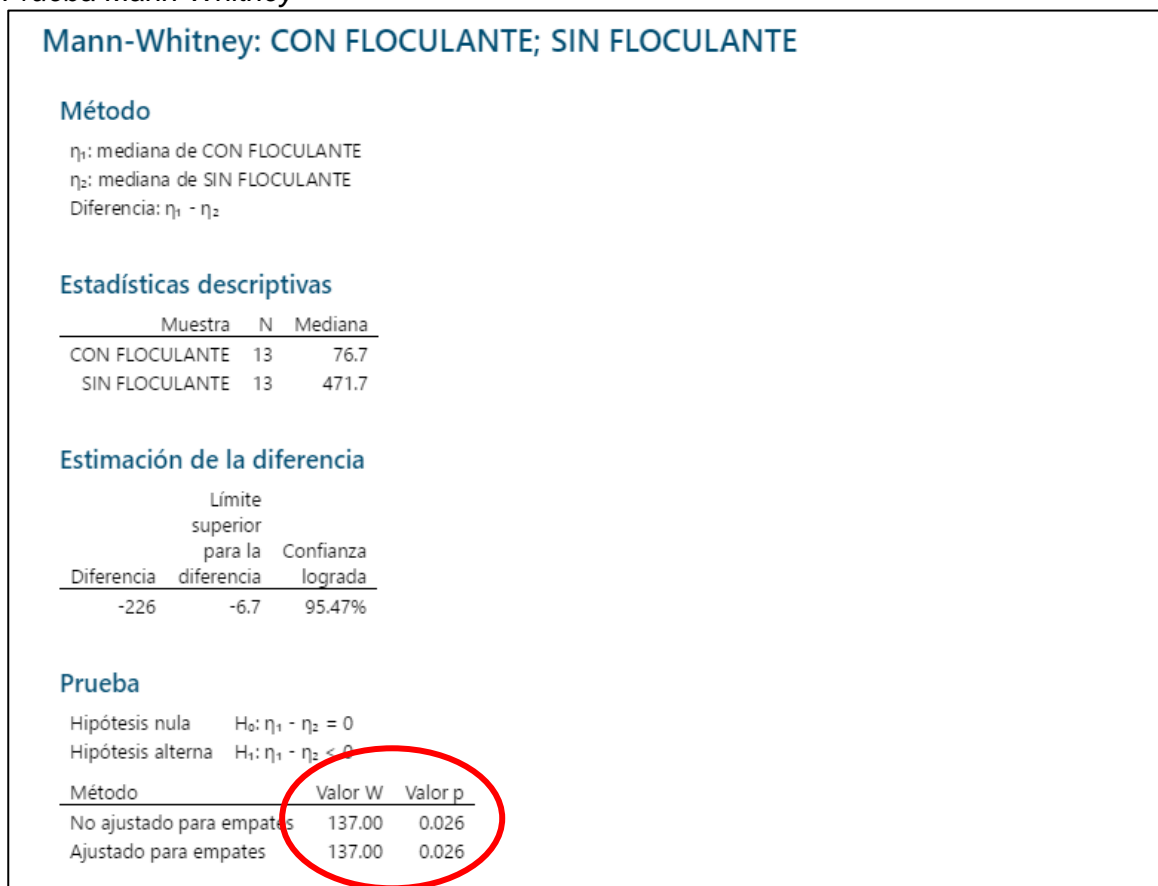 Prueba Mann-Whitney
Mann-Whitney: CON FLOCULANTE; SIN FLOCULANTE
Método
η₁: mediana de CON FLOCULANTE
η₂: mediana de SIN FLOCULANTE
Diferencia: η₁ - η₂
Estadísticas descriptivas
Muestra N Mediana
CON FLOCULANTE 13 76.7
SIN FLOCULANTE 13 471.7
Estimación de la diferencia
Límite
superior
para la Confianza
Diferencia diferencia lograda
-226 -6.7 95.47%
Prueba
Hipótesis nula H₀: η₁ - η₂ = 0
Hipótesis alterna H₁: η₁ - η₂ < 0
Método Valor W Valor p
No ajustado para empates 137.00 0.026
Ajustado para empates 137.00 0.026